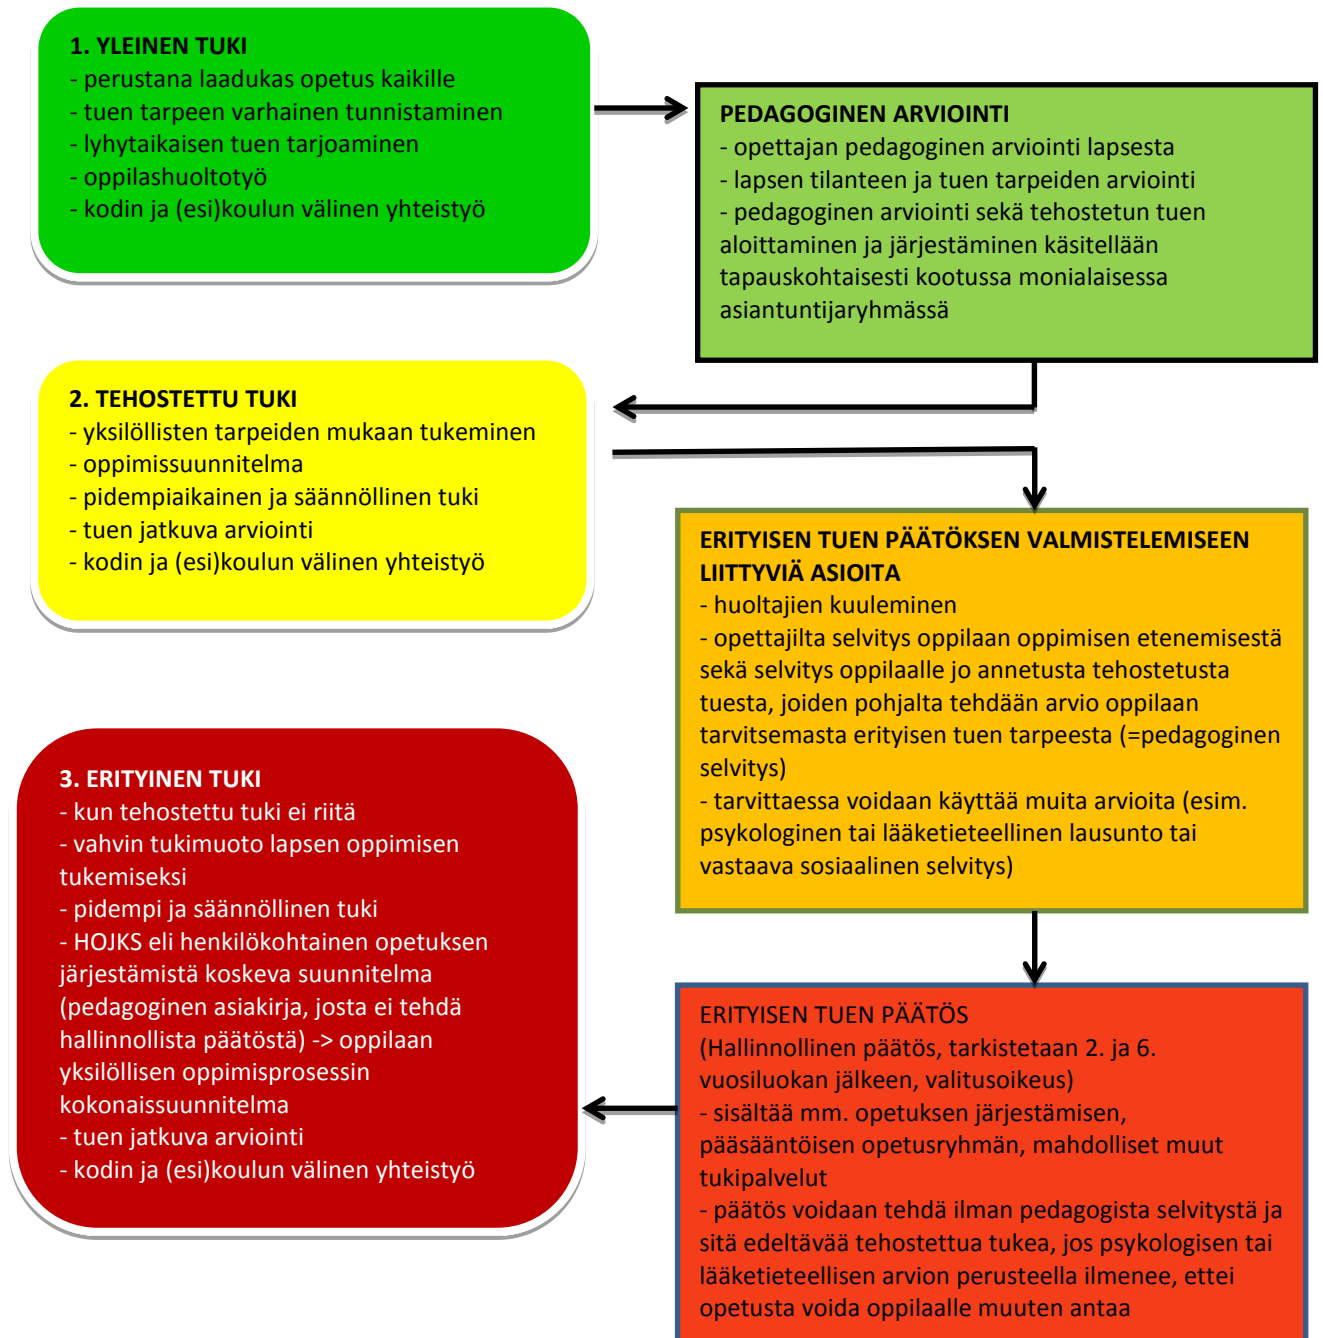 1. YLEINEN TUKI
- perustana laadukas opetus kaikille
- tuen tarpeen varhainen tunnistaminen
- lyhytaikaisen tuen tarjoaminen
- oppilashuoltotyö
- kodin ja (esi)koulun välinen yhteistyö
PEDAGOGINEN ARVIOINTI
- opettajan pedagoginen arviointi lapsesta
- lapsen tilanteen ja tuen tarpeiden arviointi
- pedagoginen arviointi sekä tehostetun tuen
aloittaminen ja järjestäminen käsitellään
tapauskohtaisesti kootussa monialaisessa
asiantuntijaryhmässä
2. TEHOSTETTU TUKI
- yksilöllisten tarpeiden mukaan tukeminen
- oppimissuunnitelma
- pidempiaikainen ja säännöllinen tuki
- tuen jatkuva arviointi
- kodin ja (esi)koulun välinen yhteistyö
ERITYISEN TUEN PÄÄTÖKSEN VALMISTELEMISEEN
LIITTYVIÄ ASIOITA
- huoltajien kuuleminen
- opettajilta selvitys oppilaan oppimisen etenemisestä
sekä selvitys oppilaalle jo annetusta tehostetusta
tuesta, joiden pohjalta tehdään arvio oppilaan
tarvitsemasta erityisen tuen tarpeesta (=pedagoginen
selvitys)
- tarvittaessa voidaan käyttää muita arvioita (esim.
psykologinen tai lääketieteellinen lausunto tai
vastaava sosiaalinen selvitys)
3. ERITYINEN TUKI
- kun tehostettu tuki ei riitä
- vahvin tukimuoto lapsen oppimisen
tukemiseksi
- pidempi ja säännöllinen tuki
- HOJKS eli henkilökohtainen opetuksen
järjestämistä koskeva suunnitelma
(pedagoginen asiakirja, josta ei tehdä
hallinnollista päätöstä) -> oppilaan
yksilöllisen oppimisprosessin
kokonaissuunnitelma
- tuen jatkuva arviointi
- kodin ja (esi)koulun välinen yhteistyö
ERITYISEN TUEN PÄÄTÖS
(Hallinnollinen päätös, tarkistetaan 2. ja 6.
vuosiluokan jälkeen, valitusoikeus)
- sisältää mm. opetuksen järjestämisen,
pääsääntöisen opetusryhmän, mahdolliset muut
tukipalvelut
- päätös voidaan tehdä ilman pedagogista selvitystä ja
sitä edeltävää tehostettua tukea, jos psykologisen tai
lääketieteellisen arvion perusteella ilmenee, ettei
opetusta voida oppilaalle muuten antaa